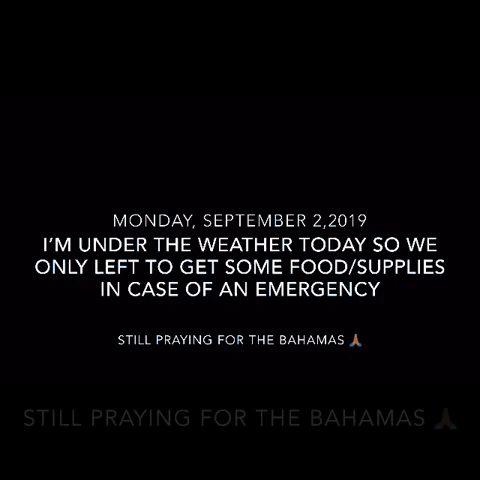 MONDAY, SEPTEMBER 2,2019
I'M UNDER THE WEATHER TODAY SO WE
ONLY LEFT TO GET SOME FOOD/SUPPLIES
IN CASE OF AN EMERGENCY
STILL PRAYING FOR THE BAHAMAS 🙏🏾
STILL PRAYING FOR THE BAHAMAS 🙏🏾